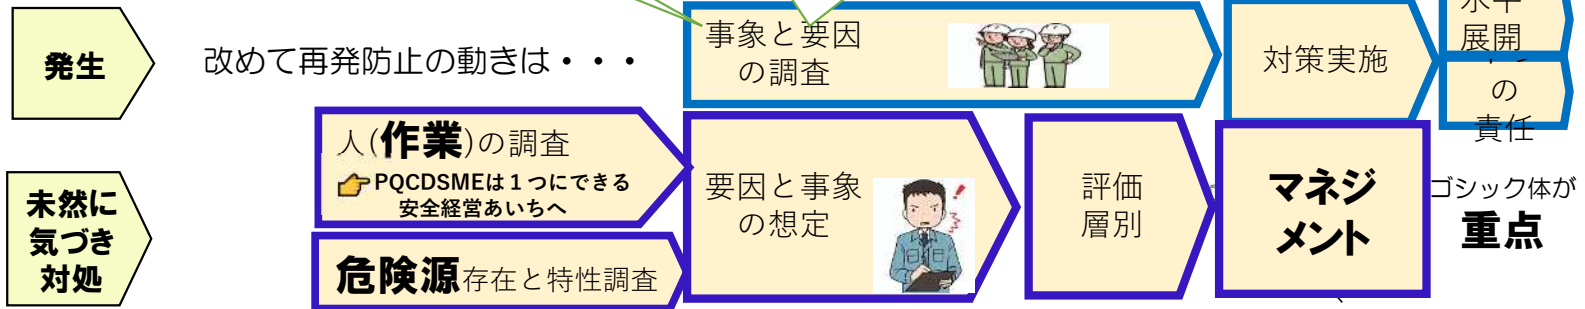 発生
改めて再発防止の動きは・・・
事象と要因
の調査
対策実施
水平
展開
の
責任
未然に
気づき
対処
人(作業)の調査
👉PQCDSMEは１つにできる
安全経営あいちへ
危険源存在と特性調査
要因と事象
の想定
評価
層別
マネジ
メント
ゴシック体が
重点